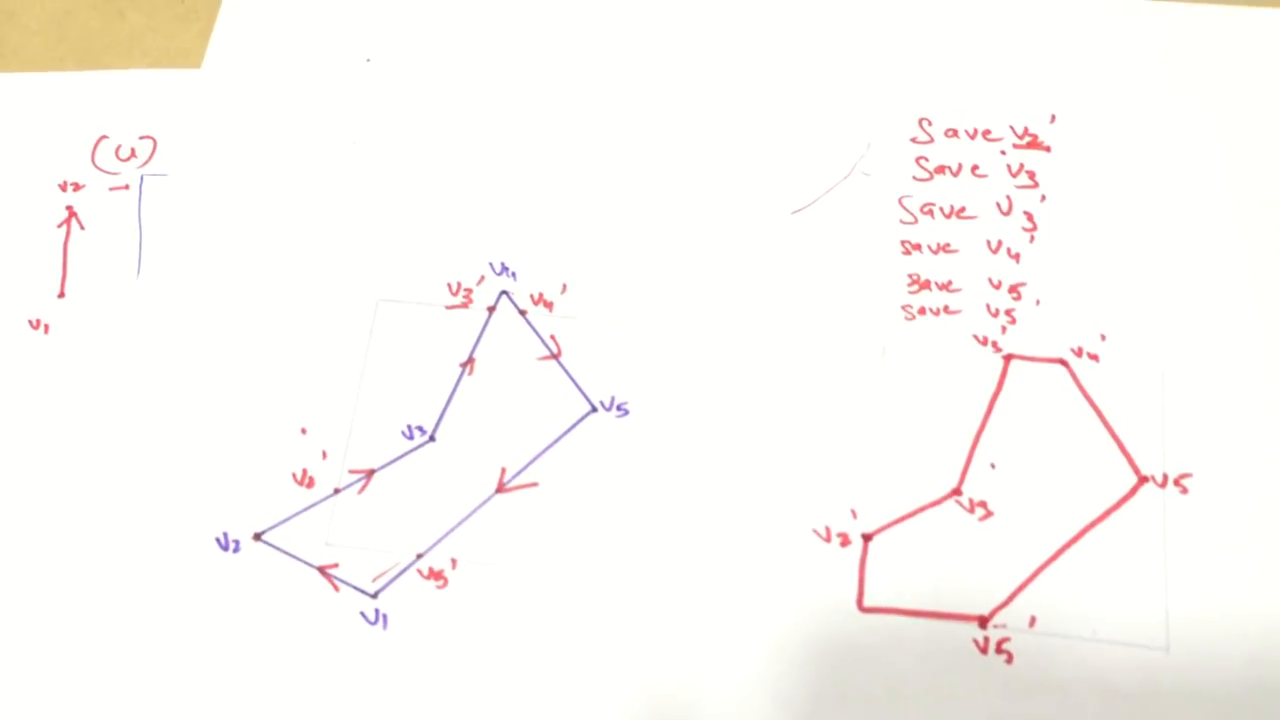 (u)
v2
v1
Save v2'
Save v3
Save v3'
save v4'
save v5
save v5'
v4
v3'
v4'
v3
v5
v2'
v2
v5'
v1
v3'
v4'
v5
v3
v2'
v5'